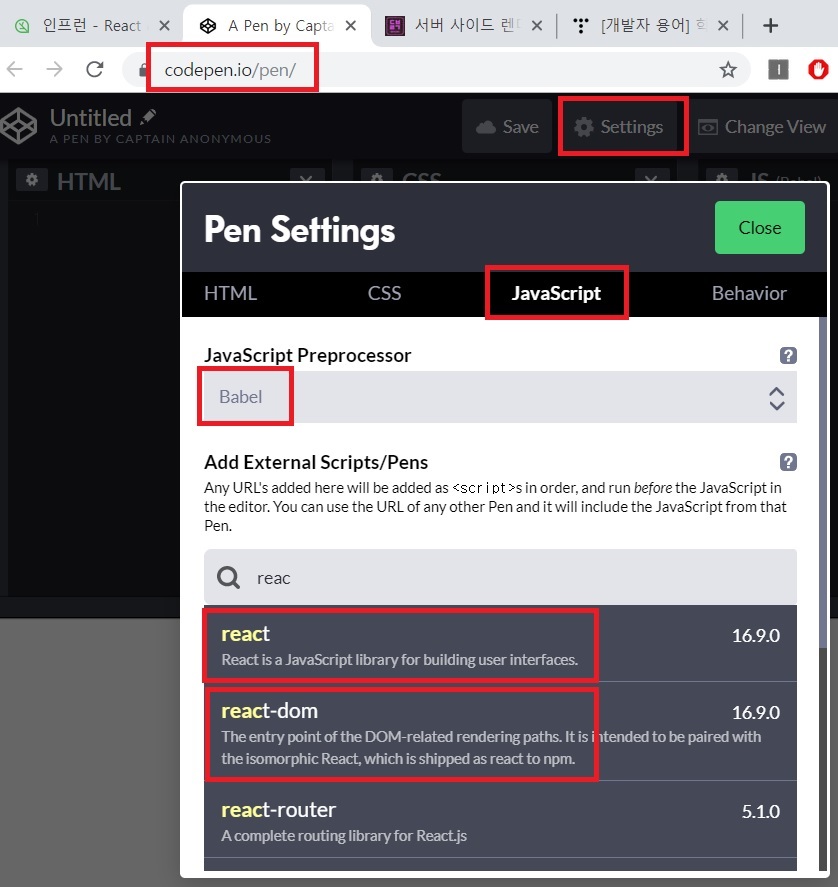 인프런 - React
A Pen by Capta
서버 사이드 렌더
[개발자 용어]
codepen.io/pen/
Untitled
A PEN BY CAPTAIN ANONYMOUS
Save
Settings
Change View
HTML
CSS
JS (Babel)
Pen Settings
Close
HTML
CSS
JavaScript
Behavior
JavaScript Preprocessor
?
Babel
Add External Scripts/Pens
?
Any URL's added here will be added as <script>s in order, and run before the JavaScript in
the editor. You can use the URL of any other Pen and it will include the JavaScript from that
Pen.
reac
react
16.9.0
React is a JavaScript library for building user interfaces.
react-dom
16.9.0
The entry point of the DOM-related rendering paths. It is intended to be paired with
the isomorphic React, which is shipped as react to npm.
react-router
5.1.0
A complete routing library for React.js